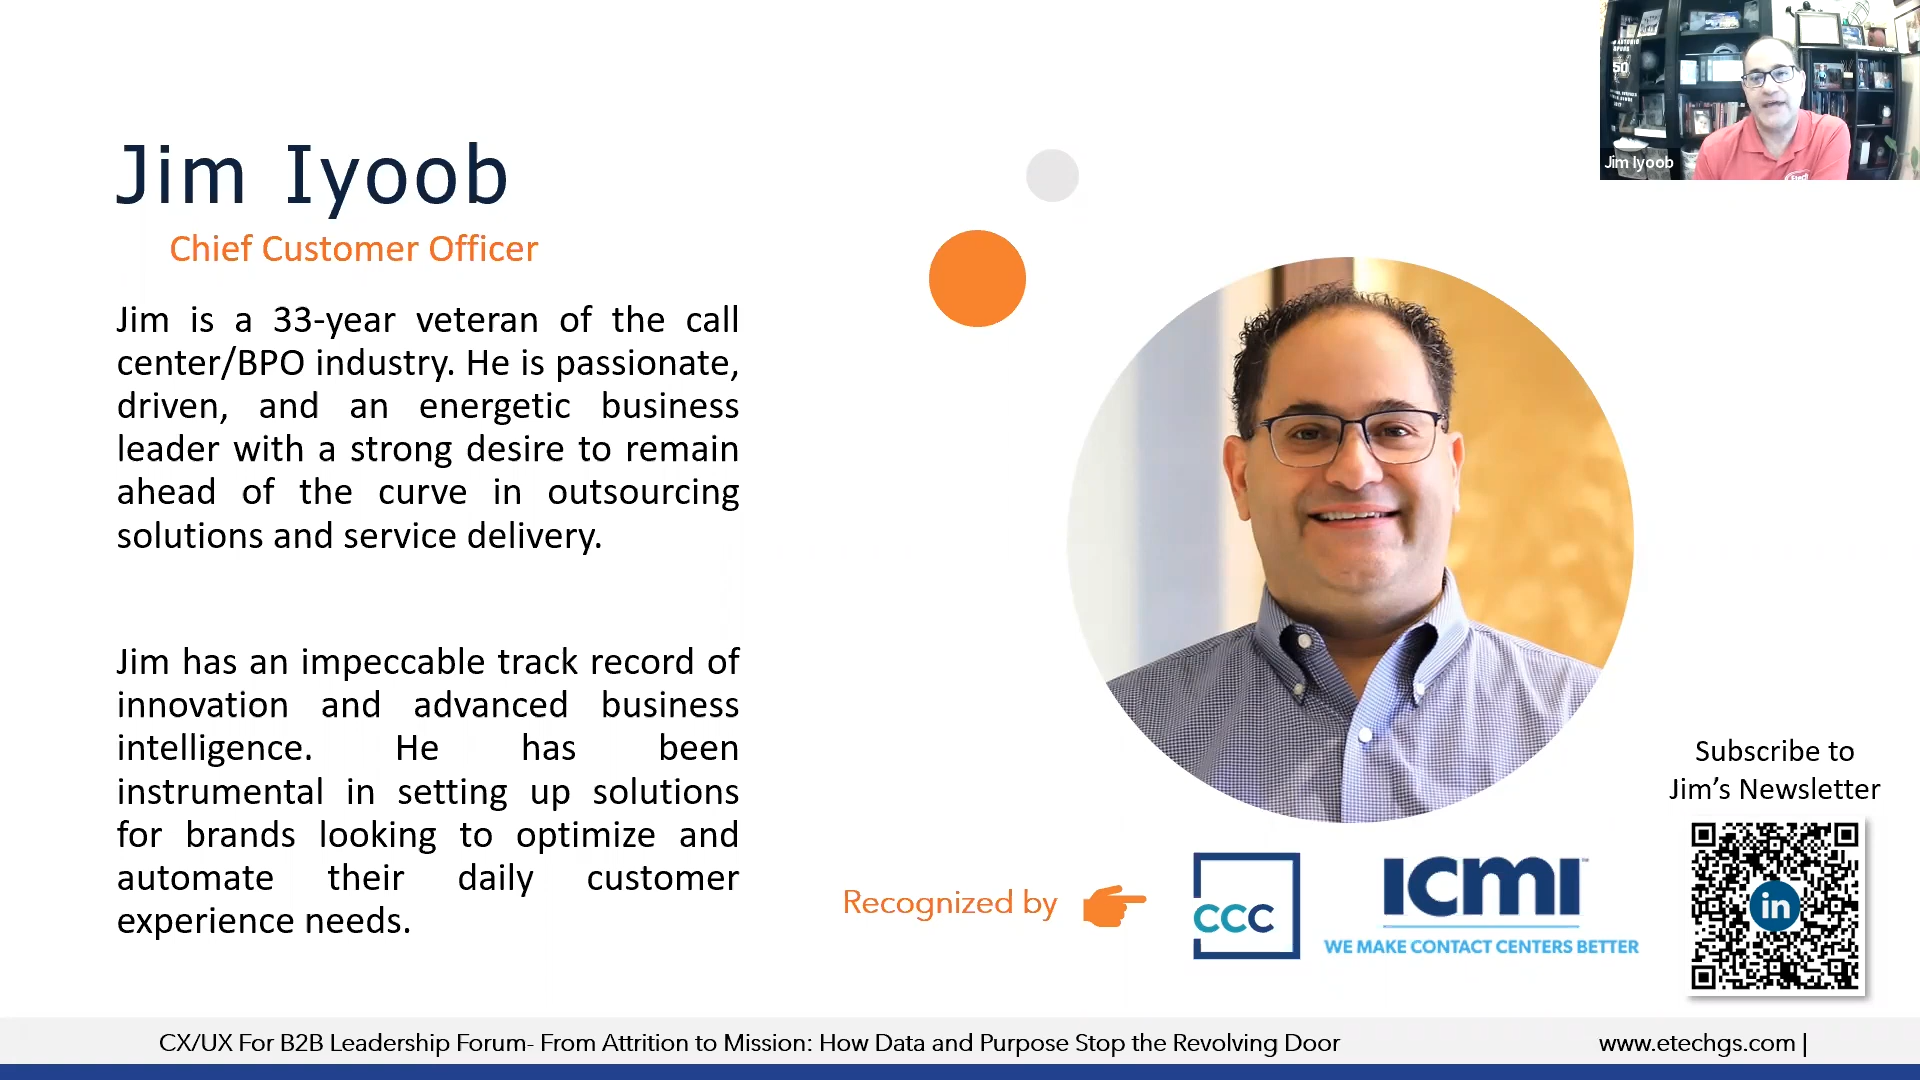 Jim Iyoob
Chief Customer Officer
Jim is a 33-year veteran of the call
center/BPO industry. He is passionate,
driven, and an energetic business
leader with a strong desire to remain
ahead of the curve in outsourcing
solutions and service delivery.
Jim has an impeccable track record of
innovation and advanced business
intelligence. He has been
instrumental in setting up solutions
for brands looking to optimize and
automate their daily customer
experience needs.
50
Jim Iyoob
Etech
Recognized by
CCC
ICMI
WE MAKE CONTACT CENTERS BETTER
Subscribe to
Jim's Newsletter
in
CX/UX For B2B Leadership Forum- From Attrition to Mission: How Data and Purpose Stop the Revolving Door
www.etechgs.com |